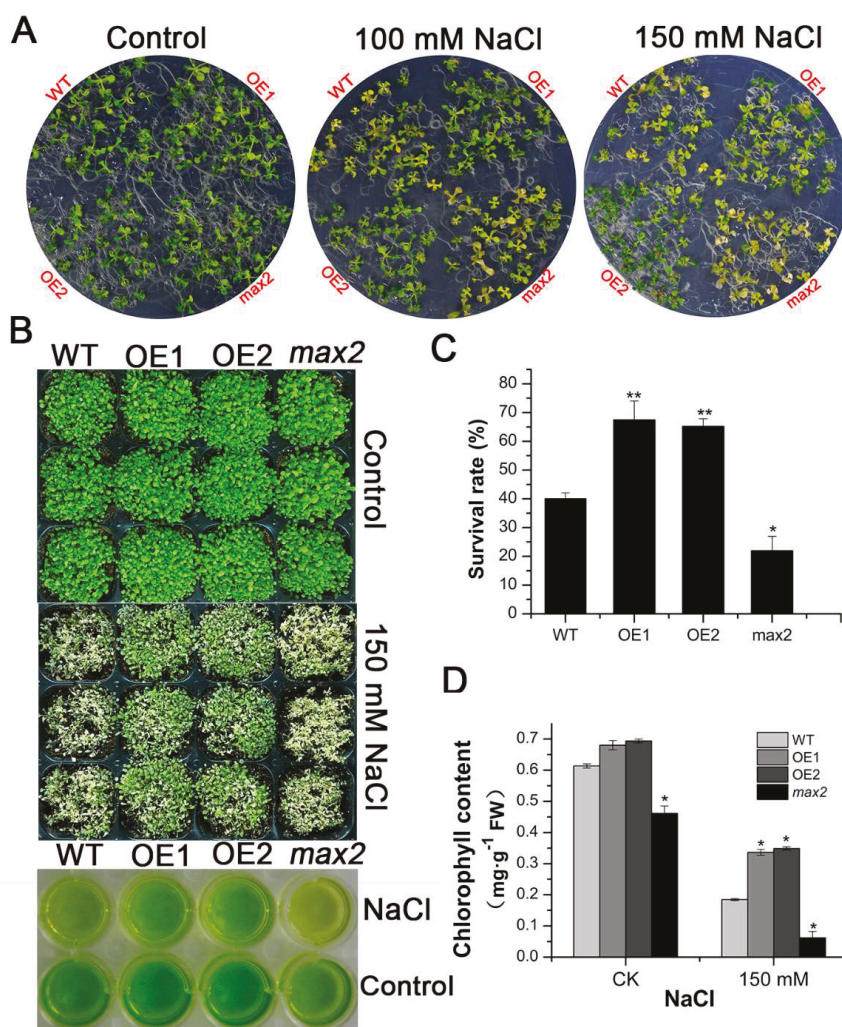 A
Control
100 mM NaCl
150 mM NaCl
WT
OE1
OE2
max2
WT
OE1
OE2
max2
WT
OE1
OE2
max2
B
WT OE1 OE2 max2
Control
150 mM NaCl
WT OE1 OE2 max2
NaCl
Control
C
Survival rate (%)
80
70
60
50
40
30
20
10
0
**
**
*
WT OE1 OE2 max2
D
Chlorophyll content
(mg·g⁻¹ FW)
0.7
0.6
0.5
0.4
0.3
0.2
0.1
0.0
WT
OE1
OE2
max2
*
* *
*
CK 150 mM
NaCl